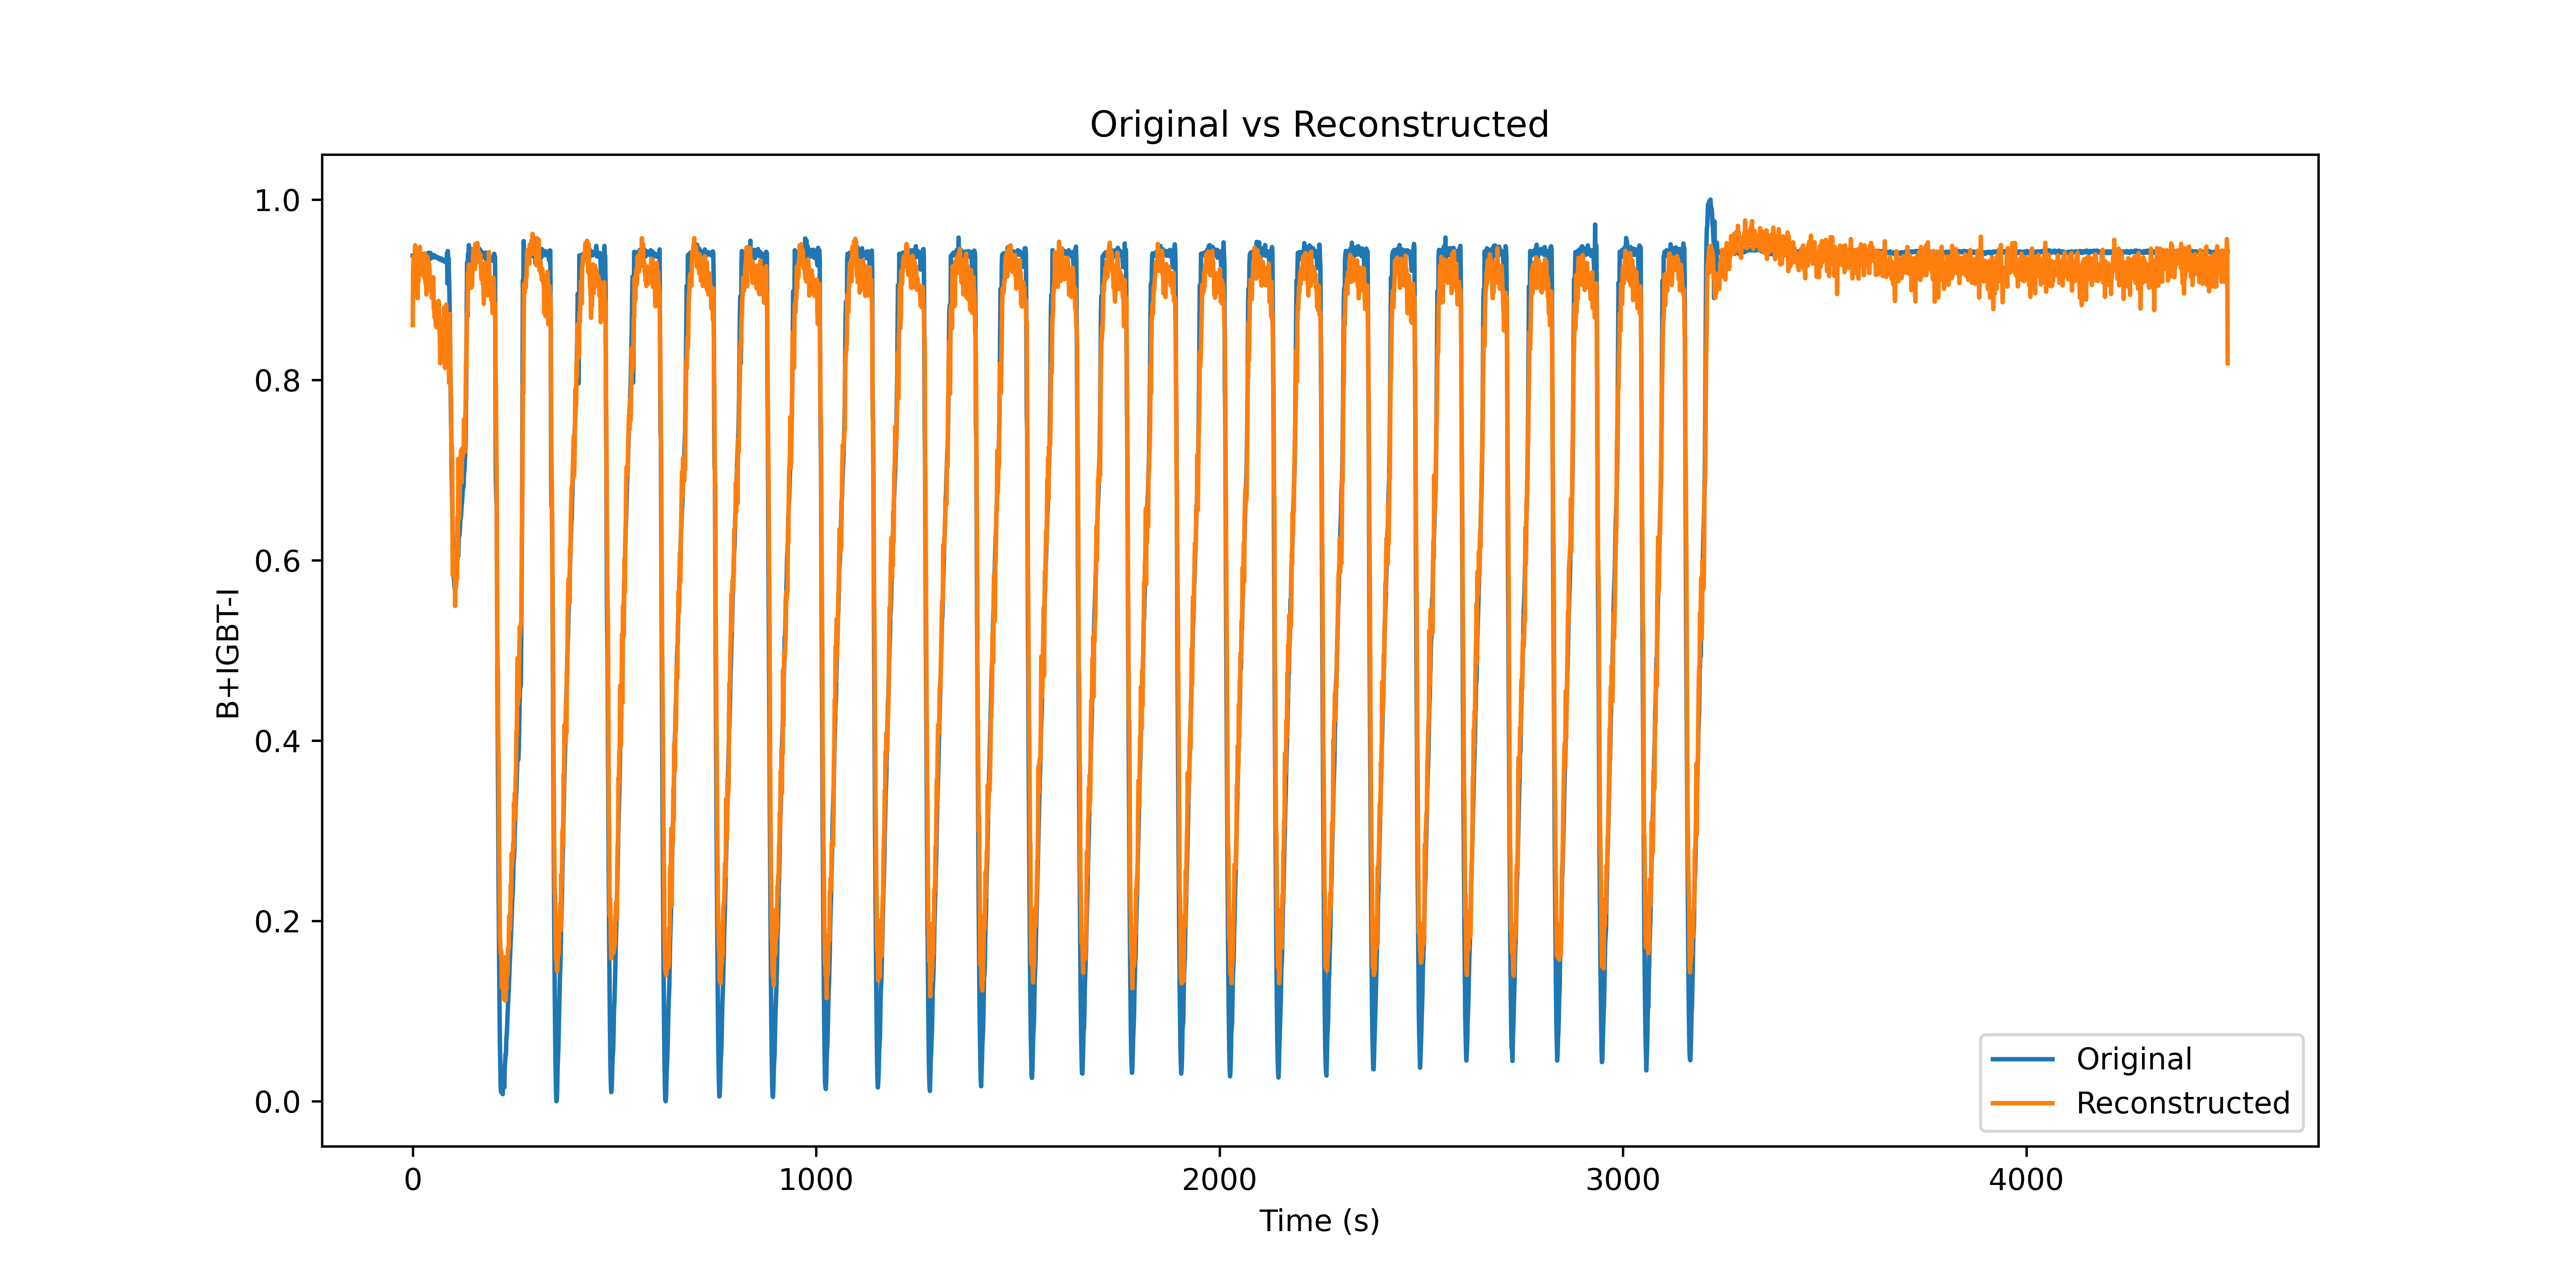 Original vs Reconstructed
1.0
0.8
0.6
0.4
0.2
0.0
B+IGBT-I
0 1000 2000 3000 4000
Time (s)
Original
Reconstructed